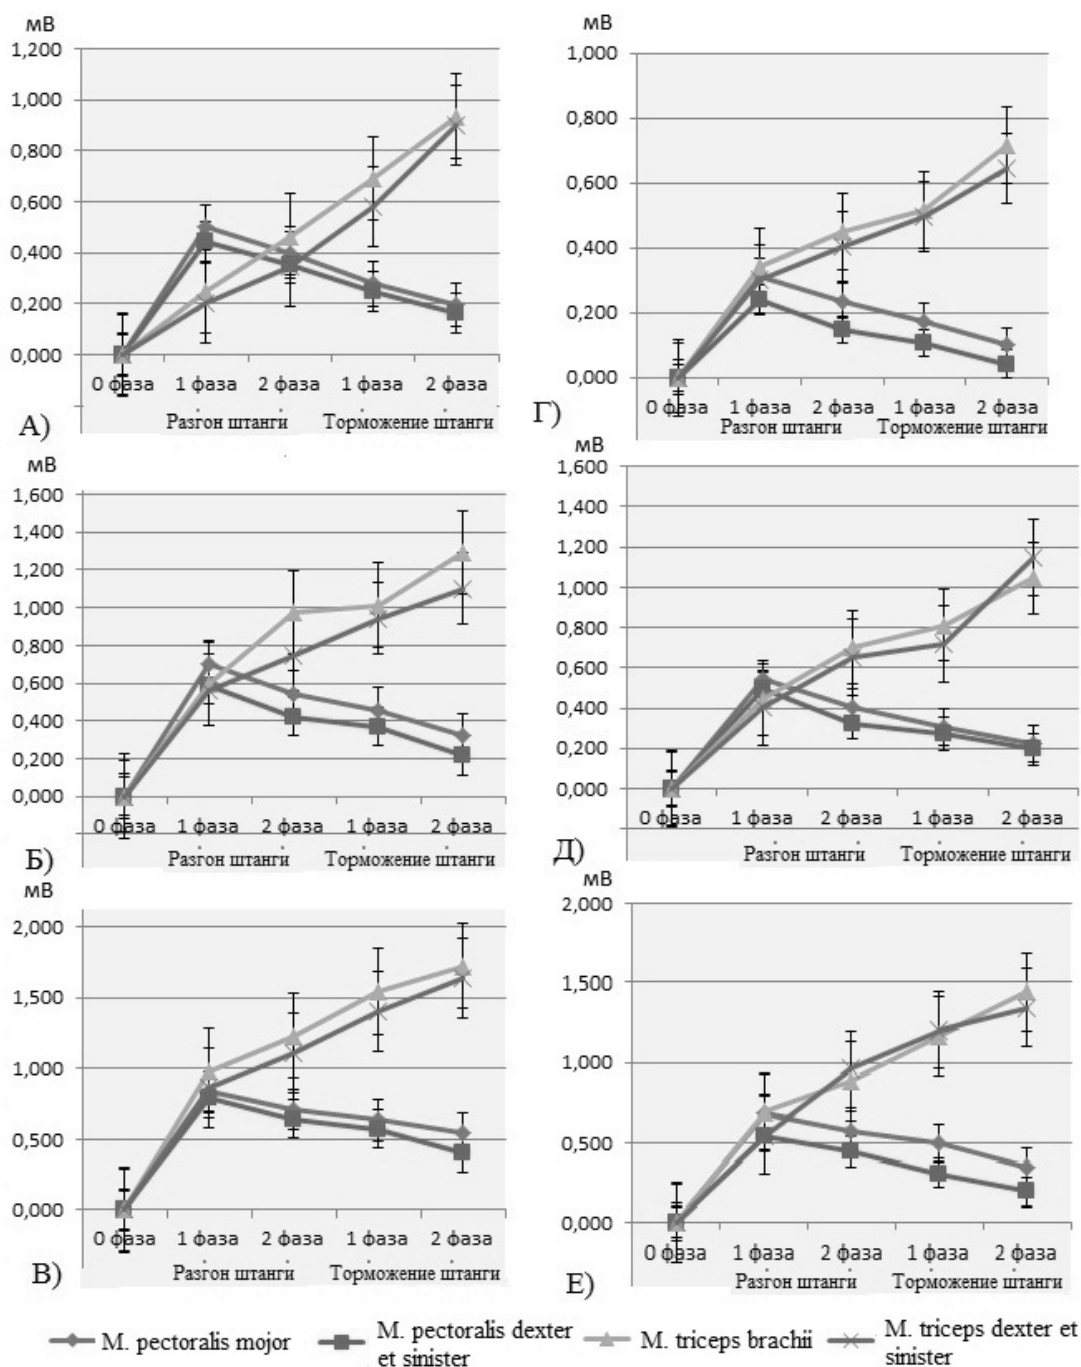 мВ
1,200
1,000
0,800
0,600
0,400
0,200
0,000
0 фаза 1 фаза 2 фаза 1 фаза 2 фаза
Разгон штанги Торможение штанги
А)
мВ
1,000
0,800
0,600
0,400
0,200
0,000
0 фаза 1 фаза 2 фаза 1 фаза 2 фаза
Разгон штанги Торможение штанги
Г)
мВ
1,600
1,400
1,200
1,000
0,800
0,600
0,400
0,200
0,000
0 фаза 1 фаза 2 фаза 1 фаза 2 фаза
Разгон штанги Торможение штанги
Б)
мВ
1,600
1,400
1,200
1,000
0,800
0,600
0,400
0,200
0,000
0 фаза 1 фаза 2 фаза 1 фаза 2 фаза
Разгон штанги Торможение штанги
Д)
мВ
2,000
1,500
1,000
0,500
0,000
0 фаза 1 фаза 2 фаза 1 фаза 2 фаза
Разгон штанги Торможение штанги
В)
мВ
2,000
1,500
1,000
0,500
0,000
0 фаза 1 фаза 2 фаза 1 фаза 2 фаза
Разгон штанги Торможение штанги
Е)
M. pectoralis mojor
M. pectoralis dexter
et sinister
M. triceps brachii
M. triceps dexter et
sinister